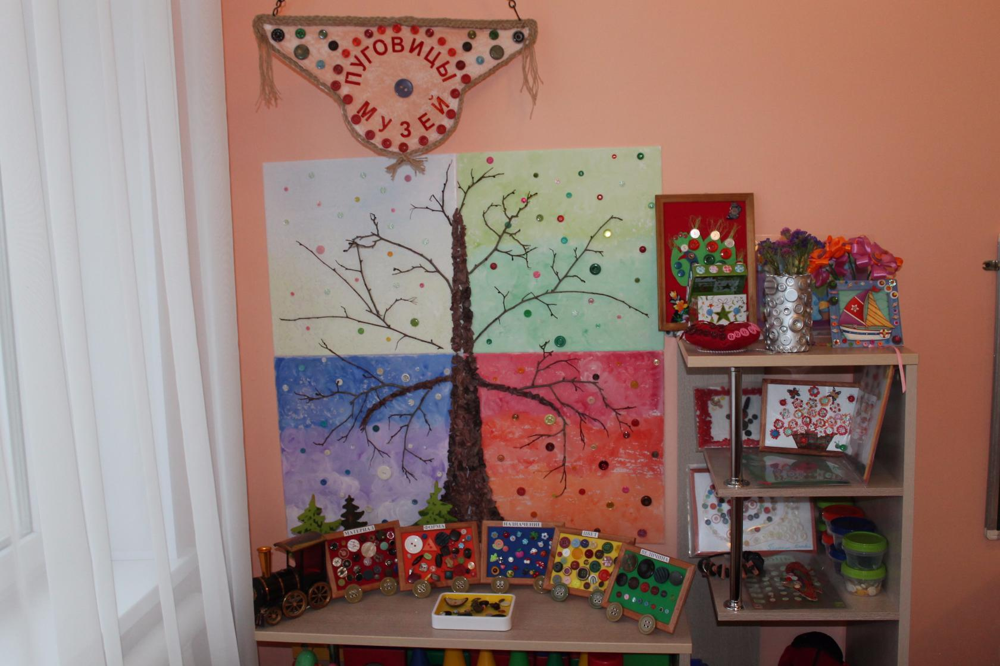 ПУГОВИЦЫ
МУЗЕЙ
МАТЕРИАЛ
ФОРМА
НАЗНАЧЕНИЕ
ЦВЕТ
ВЕЛИЧИНА